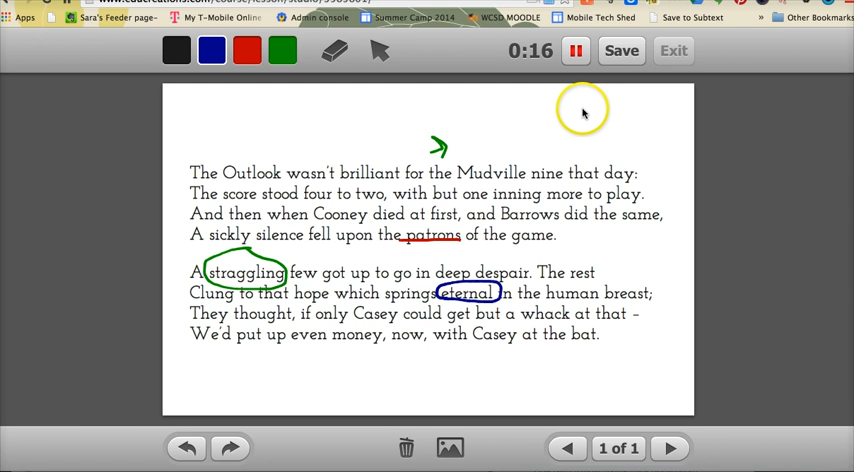 Apps Sara's Feeder page- My T-Mobile Online Admin console Summer Camp 2014 WCSD MOODLE Mobile Tech Shed Save to Subtext » Other Bookmarks
0:16 Save Exit
The Outlook wasn't brilliant for the Mudville nine that day:
The score stood four to two, with but one inning more to play.
And then when Cooney died at first, and Barrows did the same,
A sickly silence fell upon the patrons of the game.
A straggling few got up to go in deep despair. The rest
Clung to that hope which springs eternal in the human breast;
They thought, if only Casey could get but a whack at that –
We'd put up even money, now, with Casey at the bat.
1 of 1